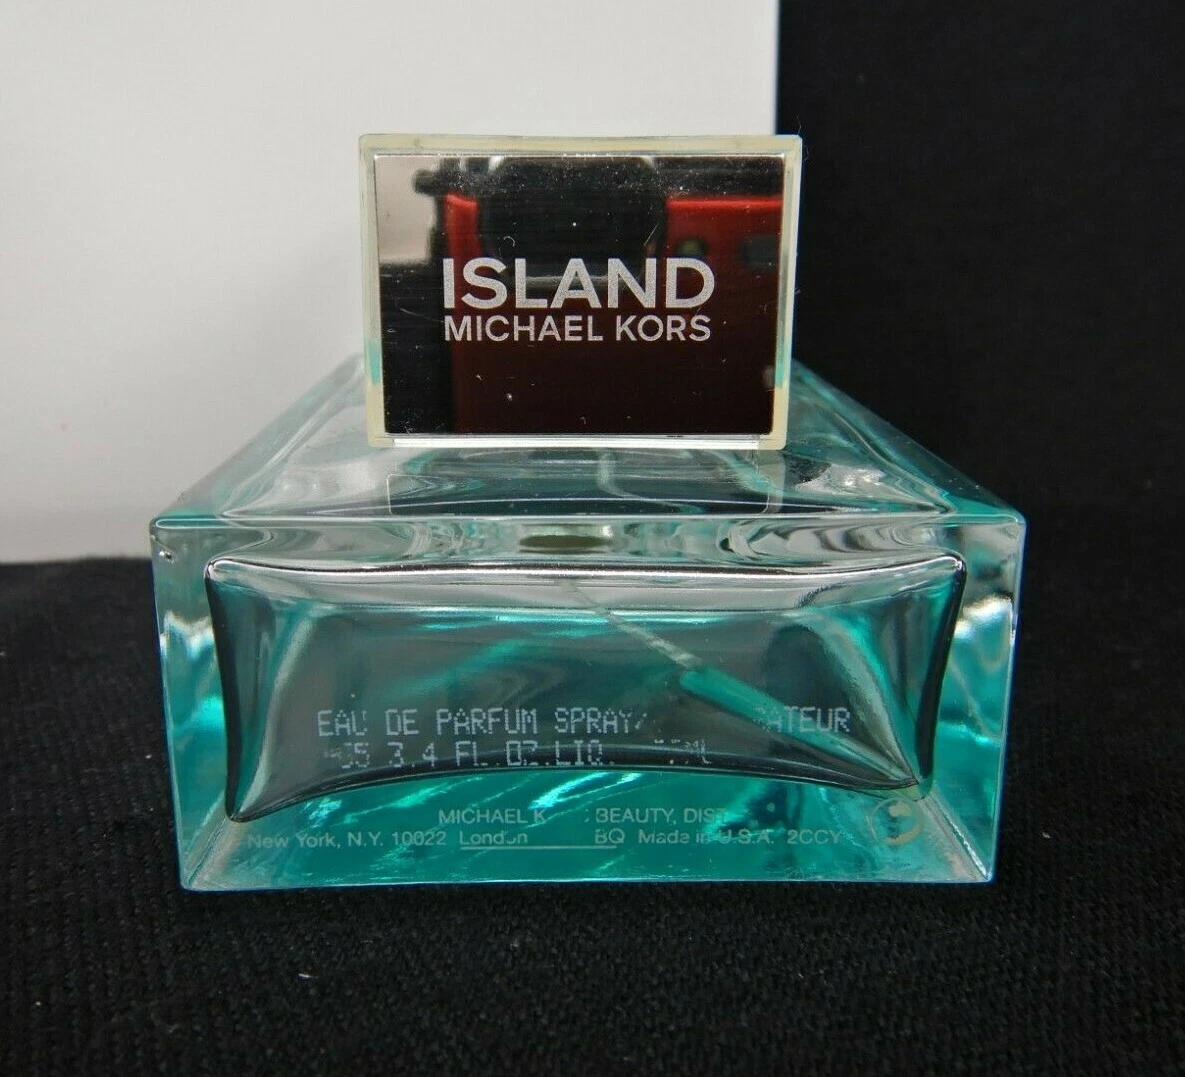 ISLAND
MICHAEL KORS
EAU DE PARFUM SPRAY/
3.4 FL.OZ.LIQ.
MICHAEL BEAUTY,
New York, N.Y. 10022 London BQ Made in U.S.A. 2CCY